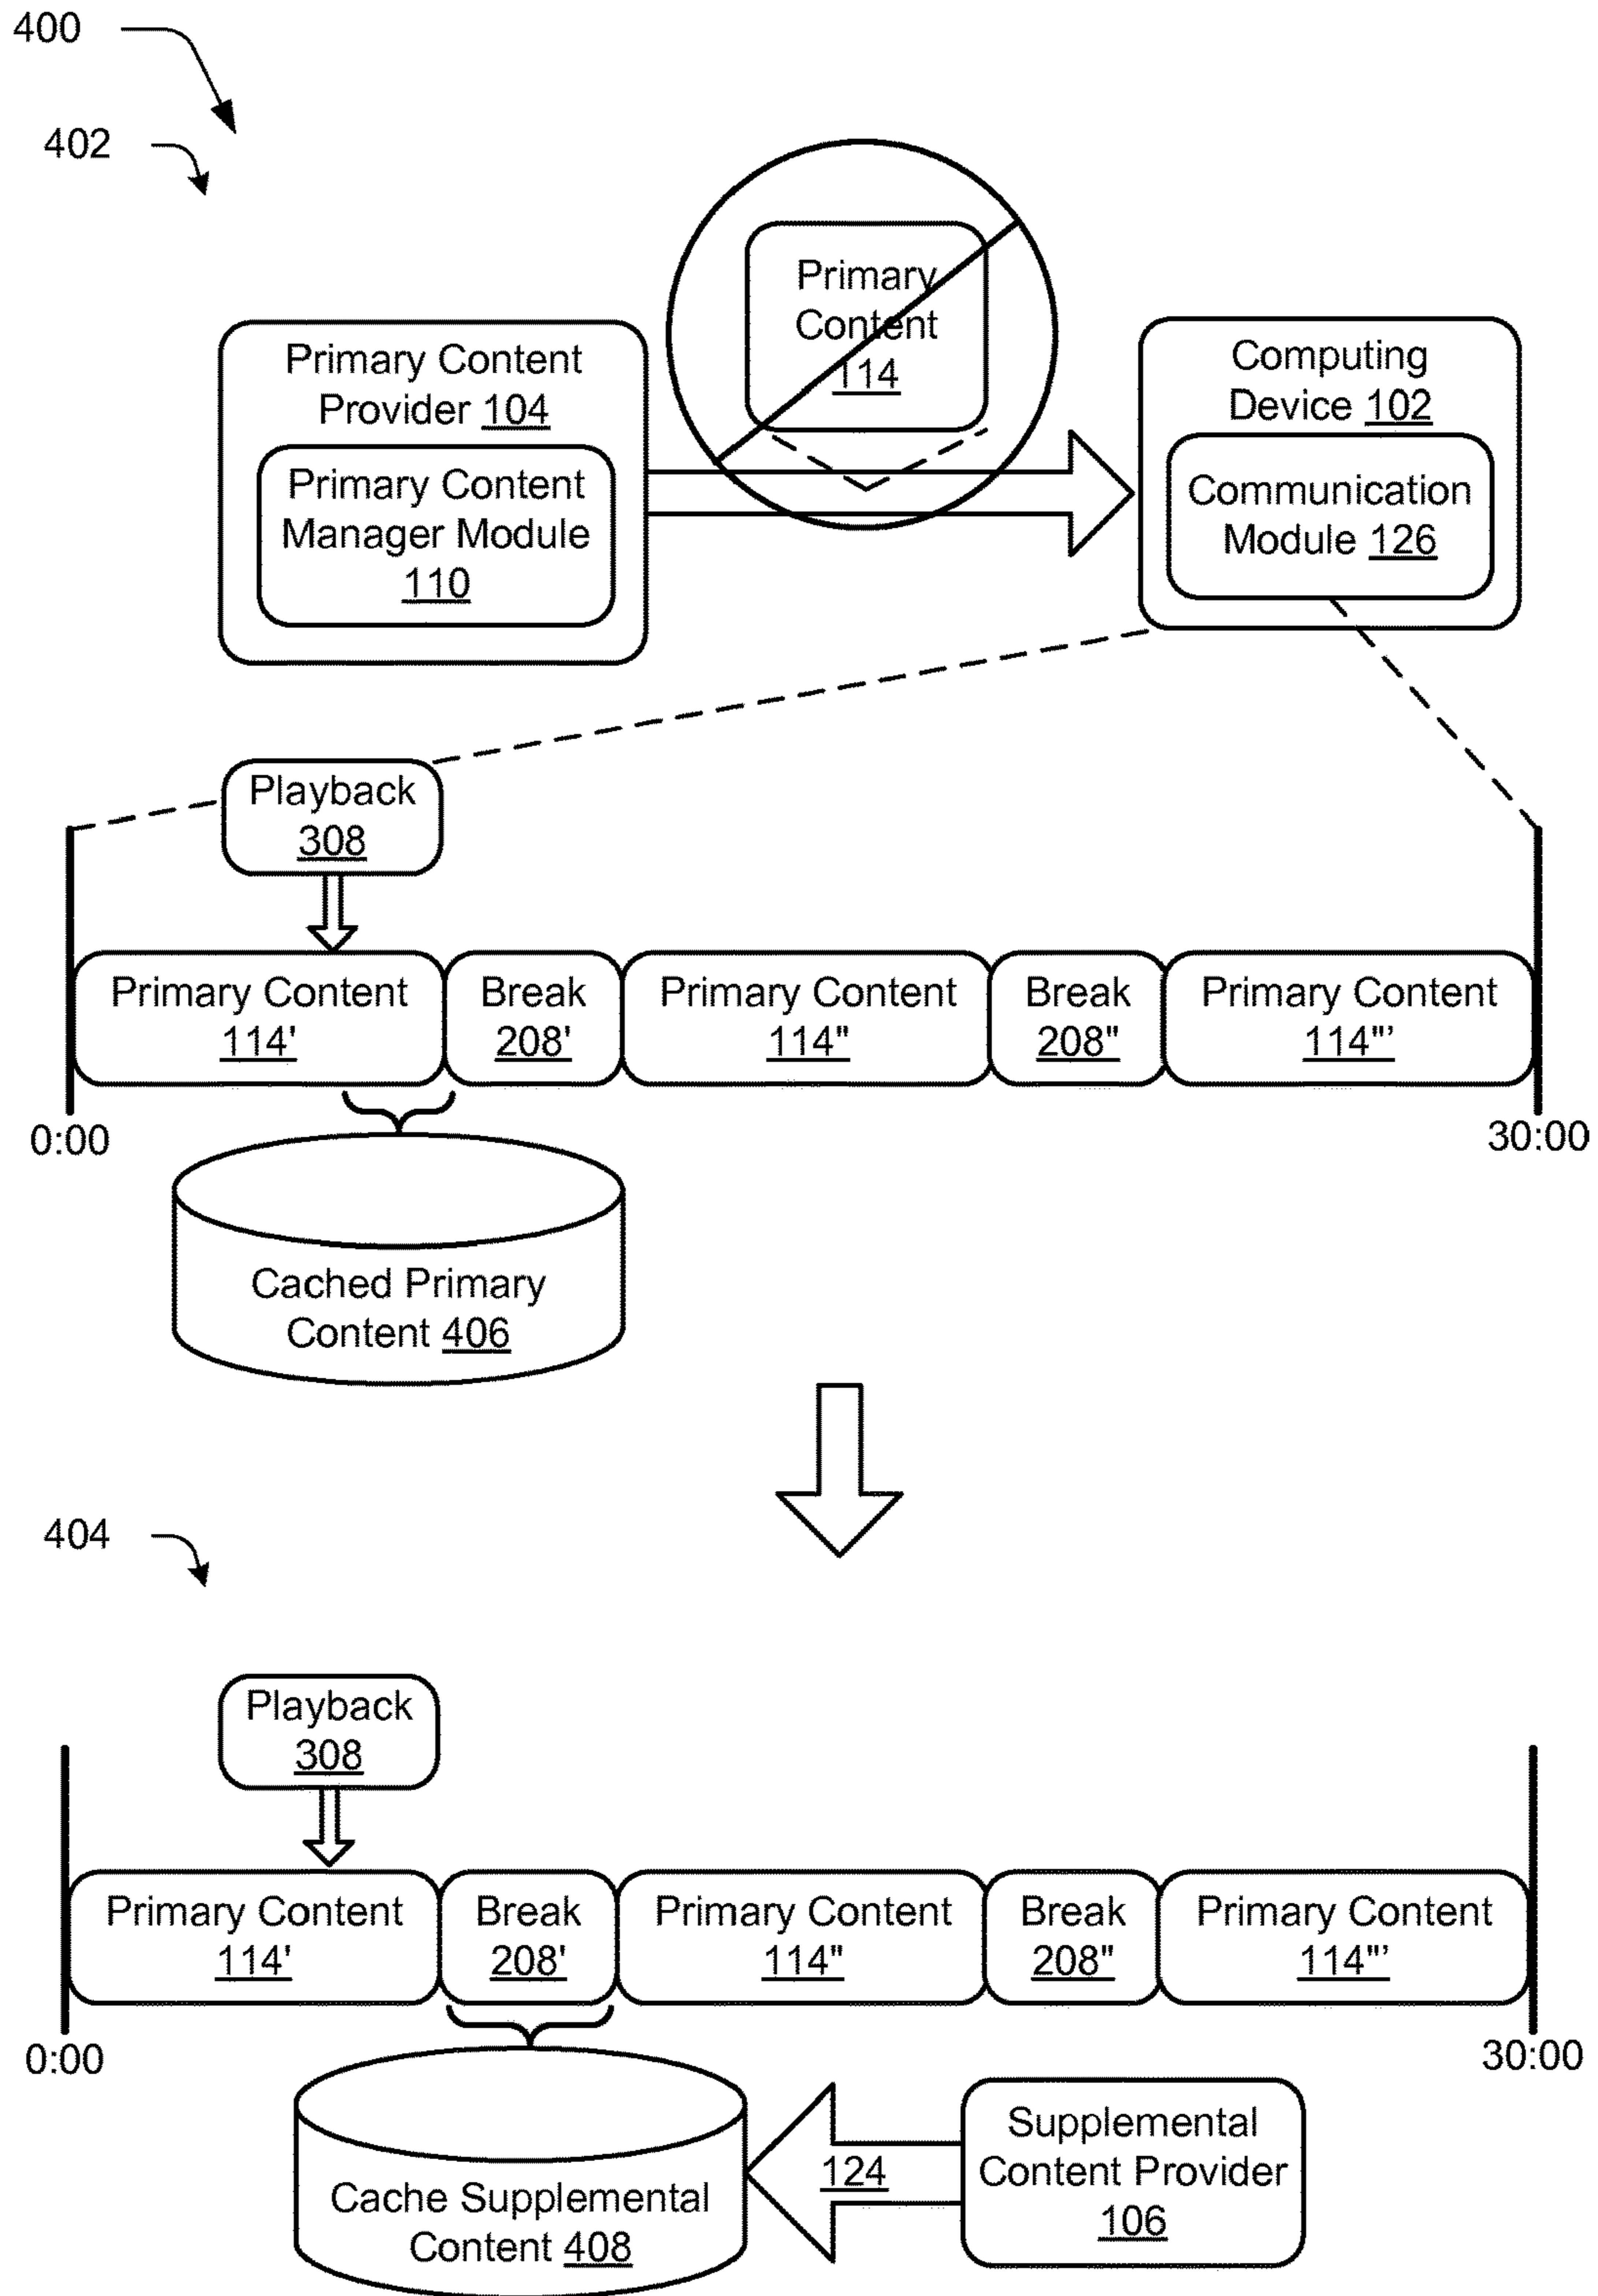 400
402
Primary
Content
114
Primary Content
Provider 104
Primary Content
Manager Module
110
Computing
Device 102
Communication
Module 126
Playback
308
Primary Content
114'
Break
208'
Primary Content
114"
Break
208"
Primary Content
114"'
0:00
30:00
Cached Primary
Content 406
404
Playback
308
Primary Content
114'
Break
208'
Primary Content
114"
Break
208"
Primary Content
114"'
0:00
30:00
Cache Supplemental
Content 408
124
Supplemental
Content Provider
106